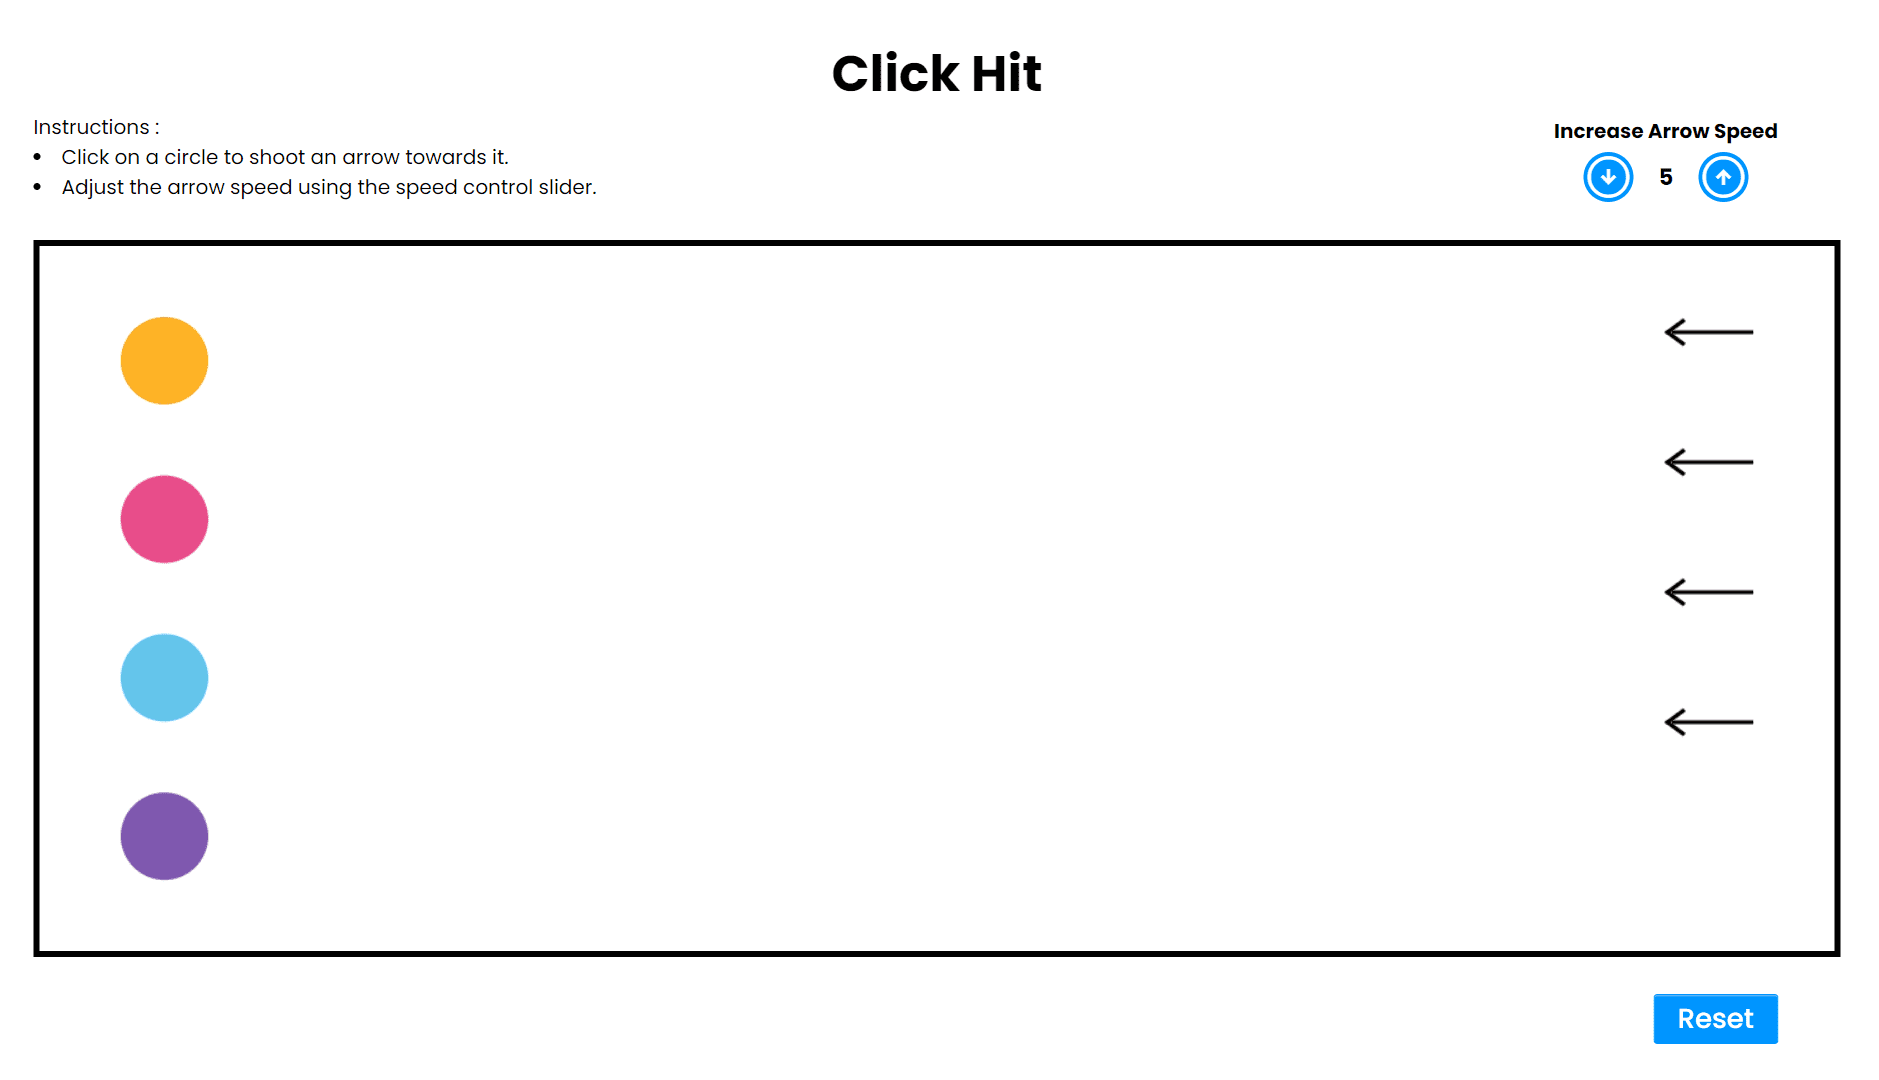 Click Hit
Instructions :
• Click on a circle to shoot an arrow towards it.
• Adjust the arrow speed using the speed control slider.
Increase Arrow Speed
5
Reset